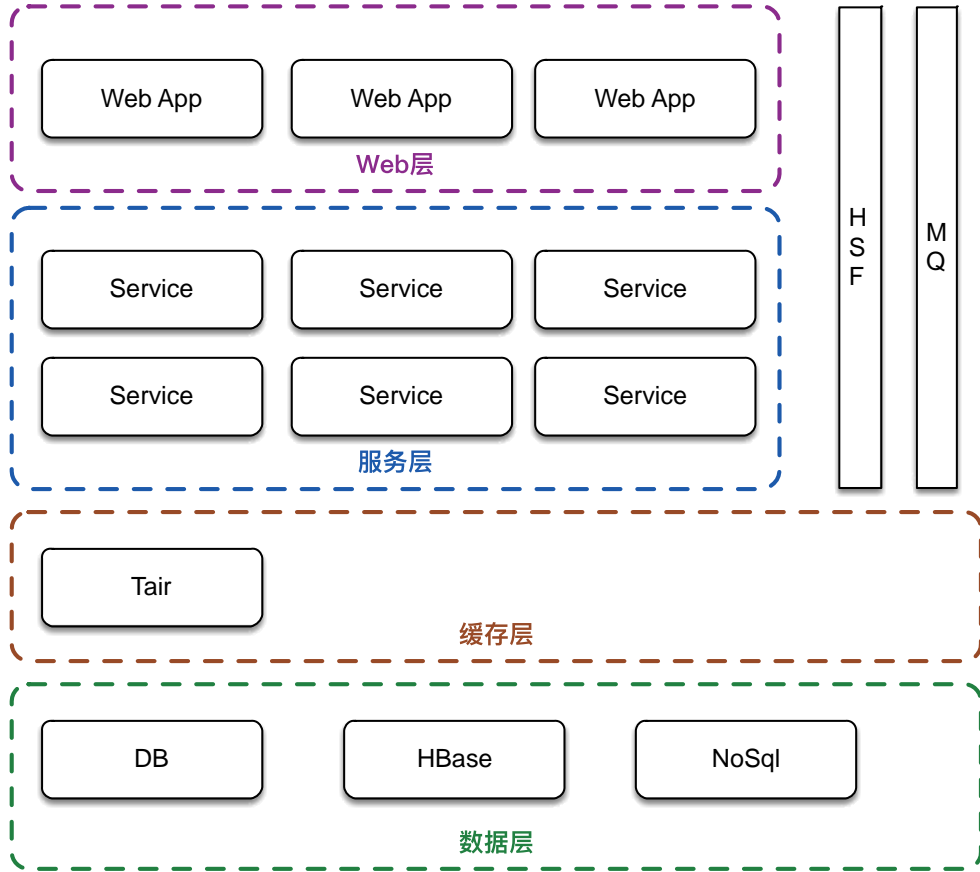 Web App
Web App
Web App
Web层
Service
Service
Service
Service
Service
Service
服务层
H
S
F
M
Q
Tair
缓存层
DB
HBase
NoSql
数据层